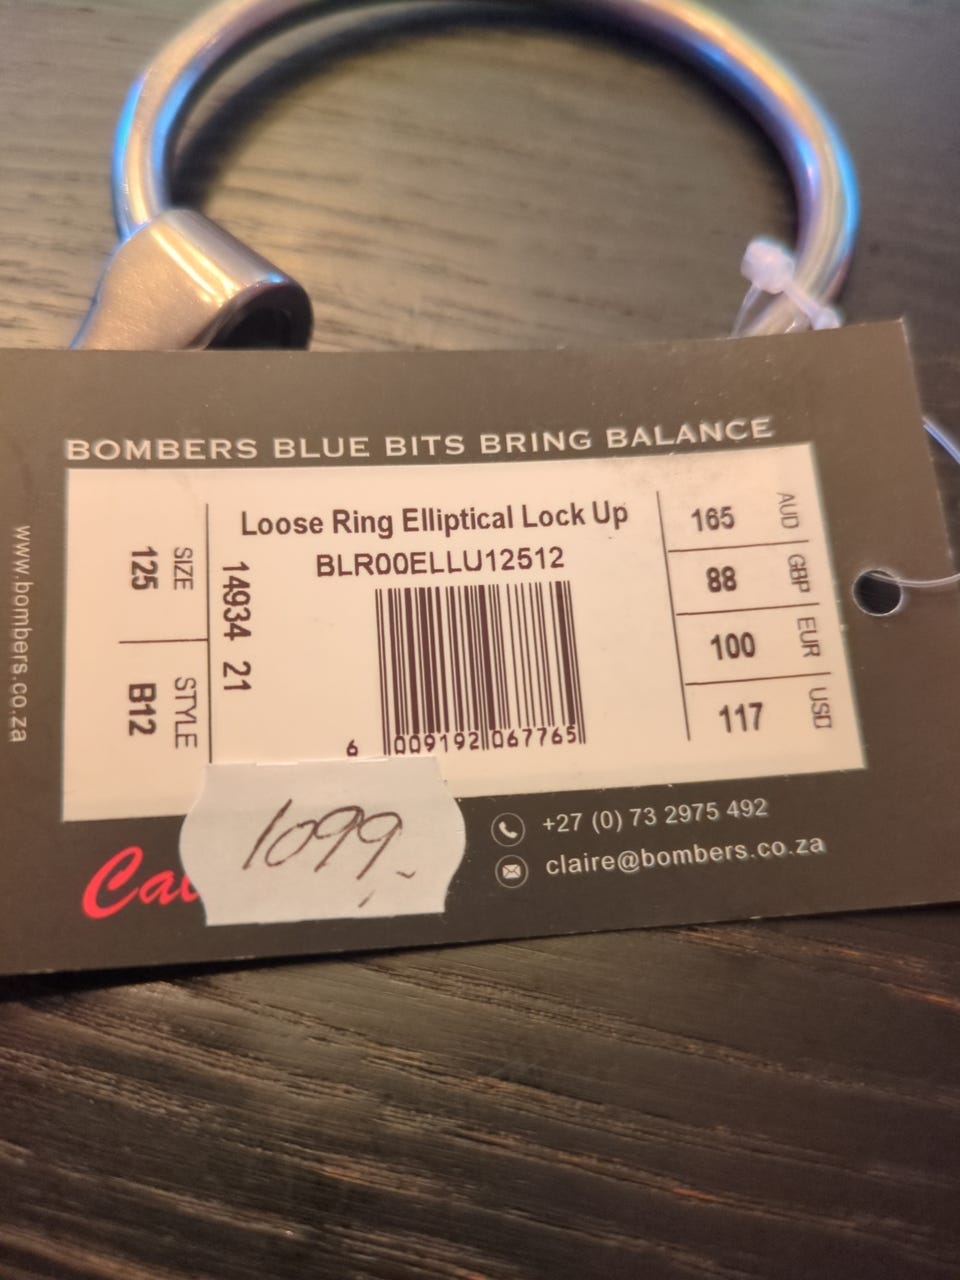 BOMBERS BLUE BITS BRING BALANCE
www.bombers.co.za
SIZE
125
STYLE
B12
14934 21
Loose Ring Elliptical Lock Up
BLR00ELLU12512
6 009192 067765
165 AUD
88 GBP
100 EUR
117 USD
1099,-
+27 (0) 73 2975 492
claire@bombers.co.za